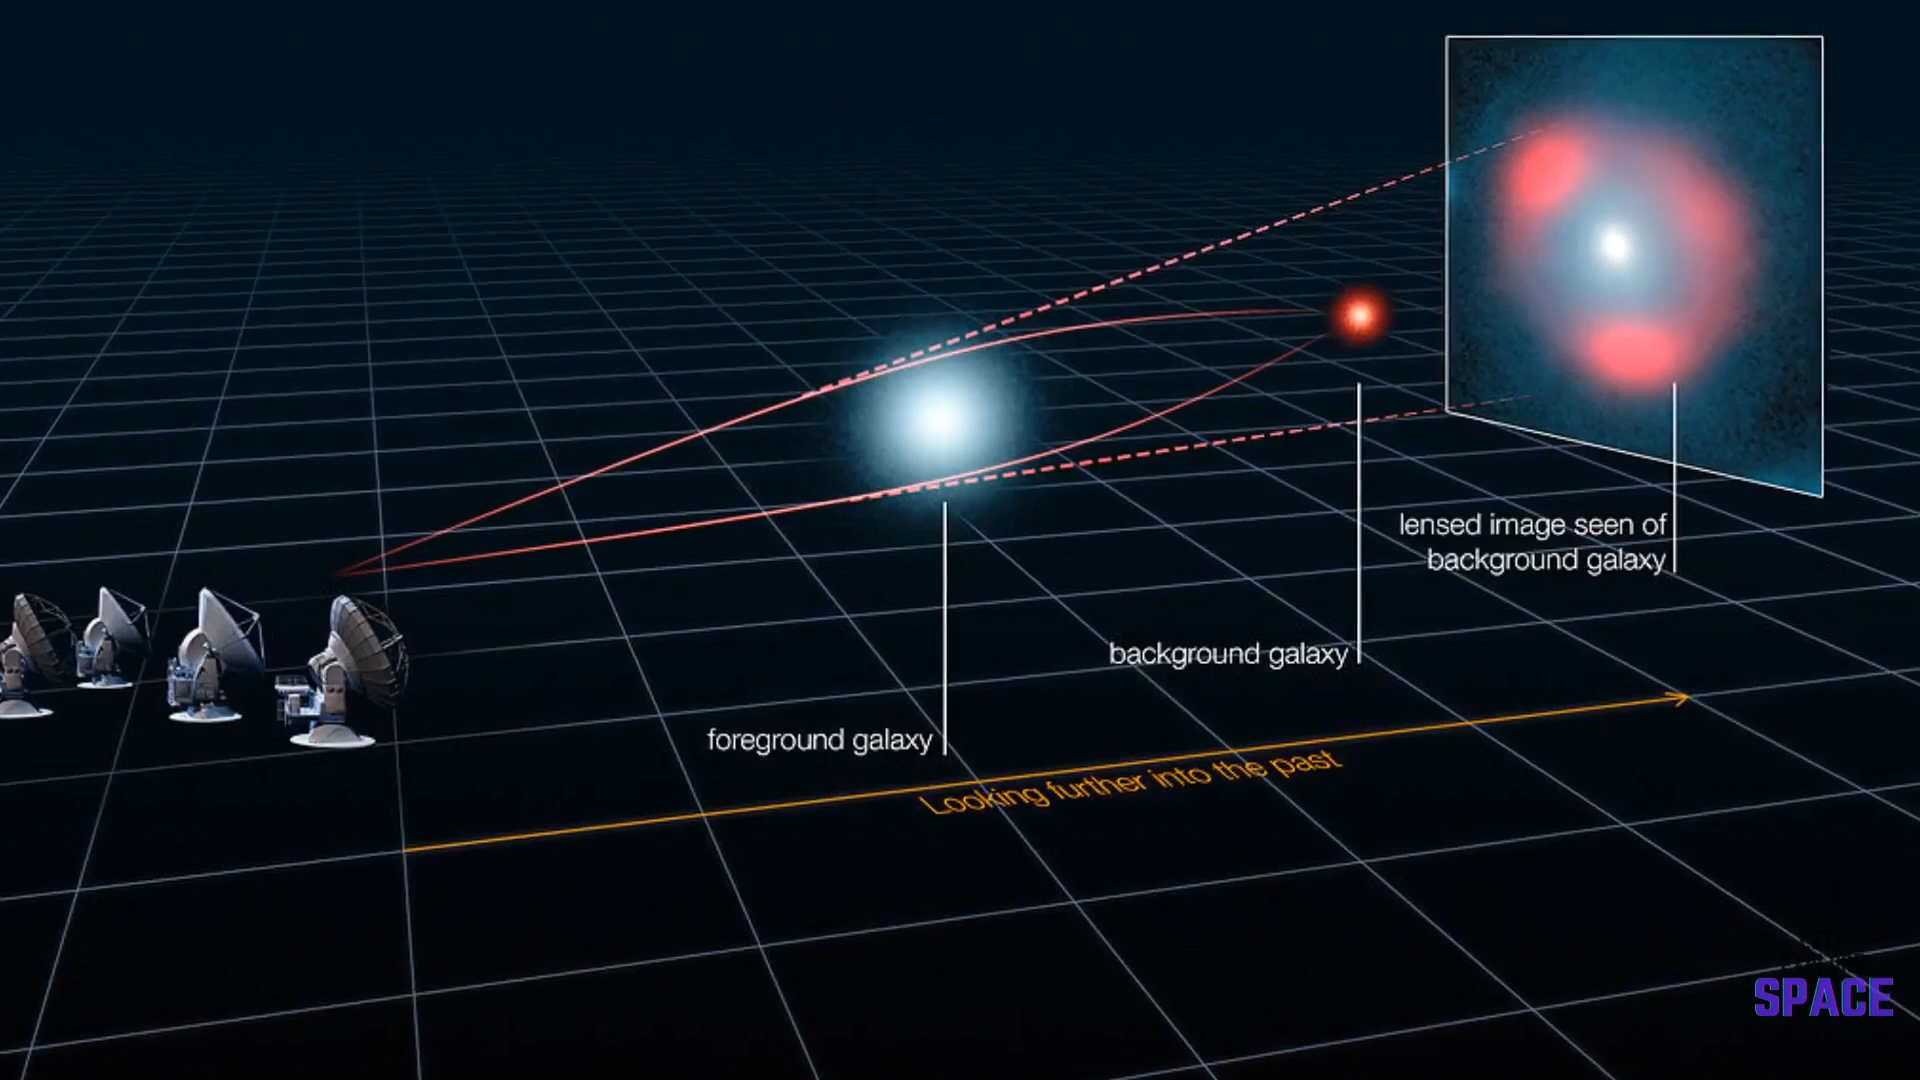 lensed image seen of
background galaxy
background galaxy
foreground galaxy
Looking further into the past
SPACE